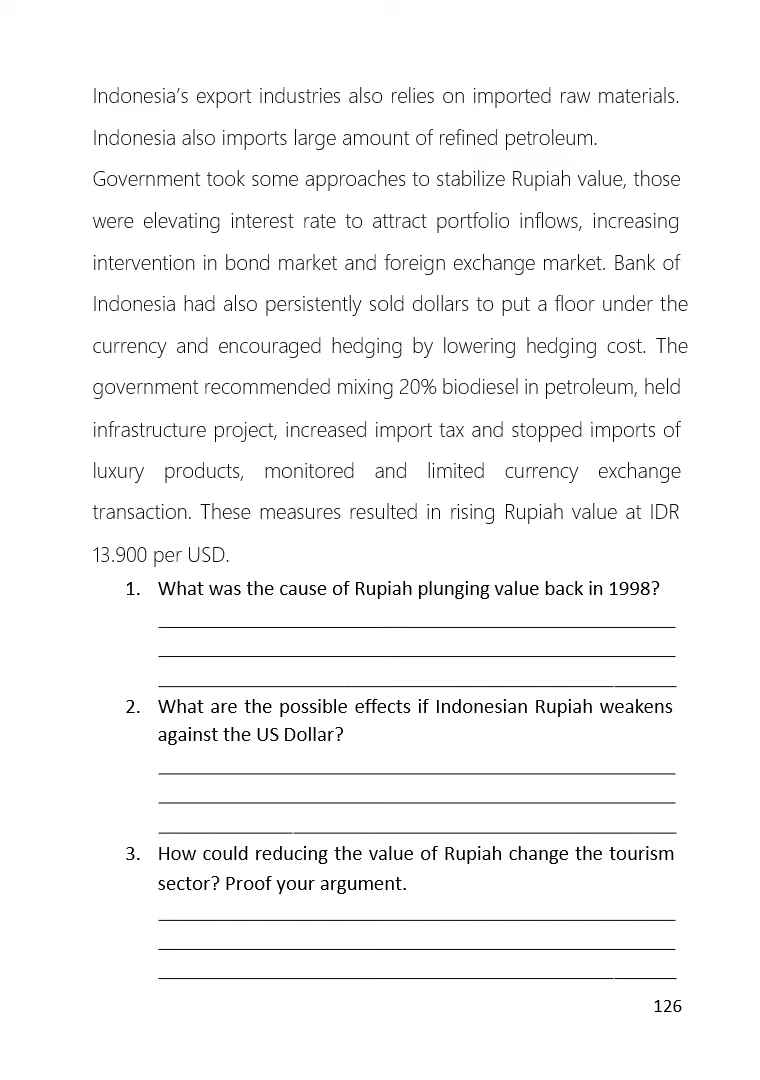 Indonesia’s export industries also relies on imported raw materials.
Indonesia also imports large amount of refined petroleum.
Government took some approaches to stabilize Rupiah value, those
were elevating interest rate to attract portfolio inflows, increasing
intervention in bond market and foreign exchange market. Bank of
Indonesia had also persistently sold dollars to put a floor under the
currency and encouraged hedging by lowering hedging cost. The
government recommended mixing 20% biodiesel in petroleum, held
infrastructure project, increased import tax and stopped imports of
luxury products, monitored and limited currency exchange
transaction. These measures resulted in rising Rupiah value at IDR
13.900 per USD.
1. What was the cause of Rupiah plunging value back in 1998?
2. What are the possible effects if Indonesian Rupiah weakens
against the US Dollar?
3. How could reducing the value of Rupiah change the tourism
sector? Proof your argument.
126